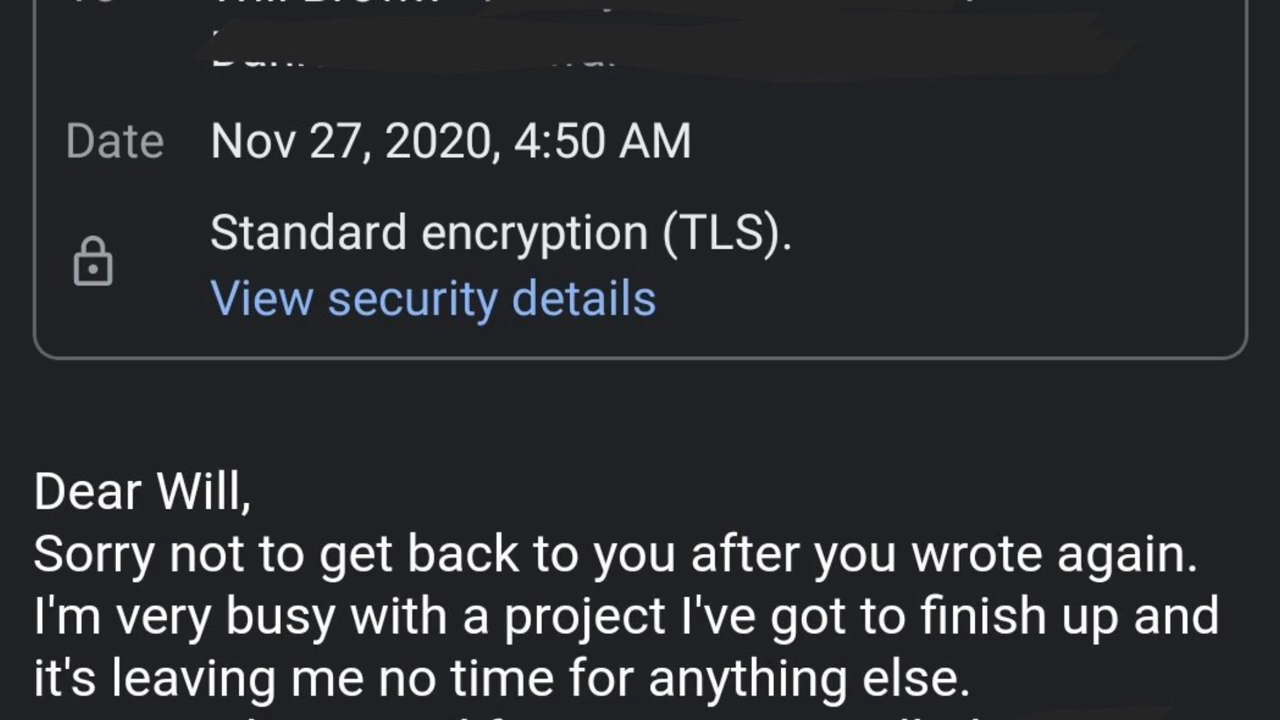 Date Nov 27, 2020, 4:50 AM
Standard encryption (TLS).
View security details
Dear Will,
Sorry not to get back to you after you wrote again.
I'm very busy with a project I've got to finish up and
it's leaving me no time for anything else.